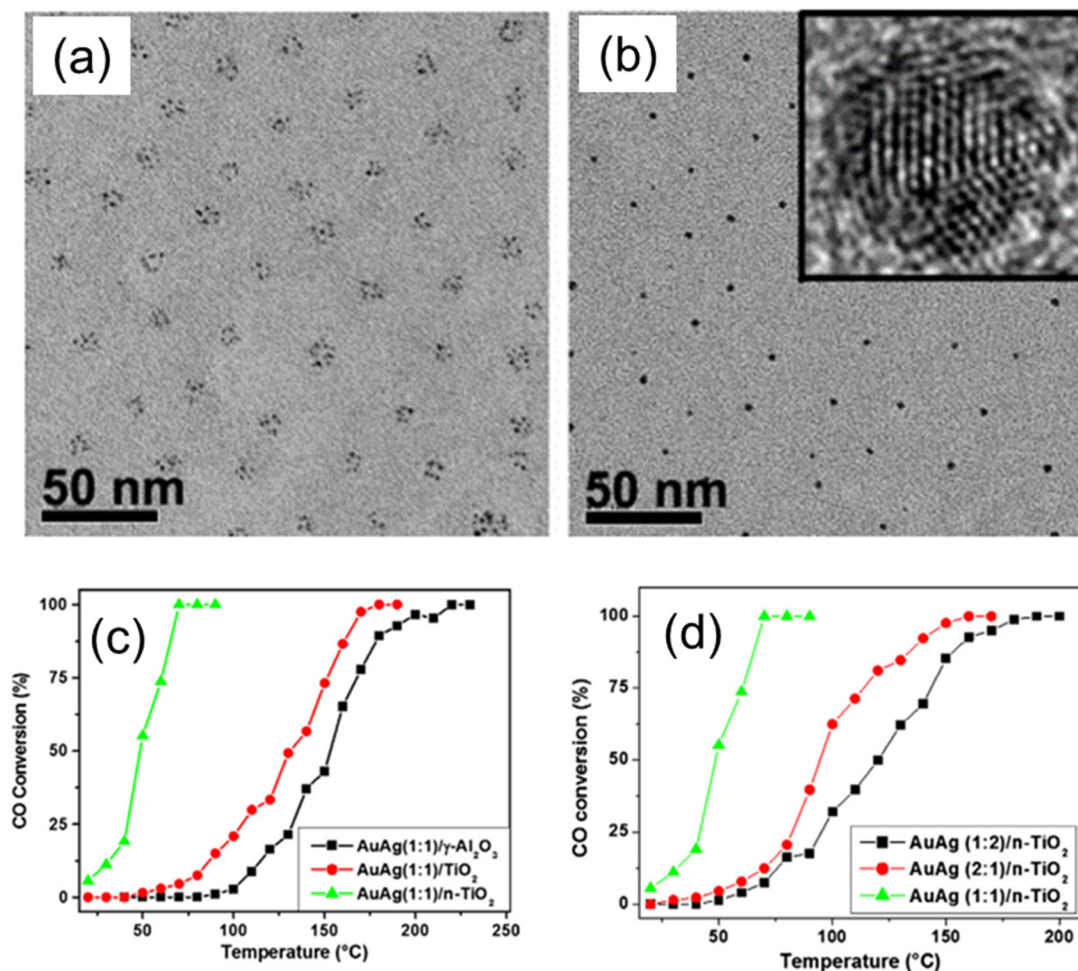 (a)
50 nm
(b)
50 nm
(c)
CO Conversion (%)
100
75
50
25
0
50
100
150
200
250
Temperature (°C)
AuAg(1:1)/γ-Al₂O₃
AuAg(1:1)/TiO₂
AuAg(1:1)/n-TiO₂
(d)
CO conversion (%)
100
75
50
25
0
50
100
150
200
Temperature (°C)
AuAg (1:2)/n-TiO₂
AuAg (2:1)/n-TiO₂
AuAg (1:1)/n-TiO₂